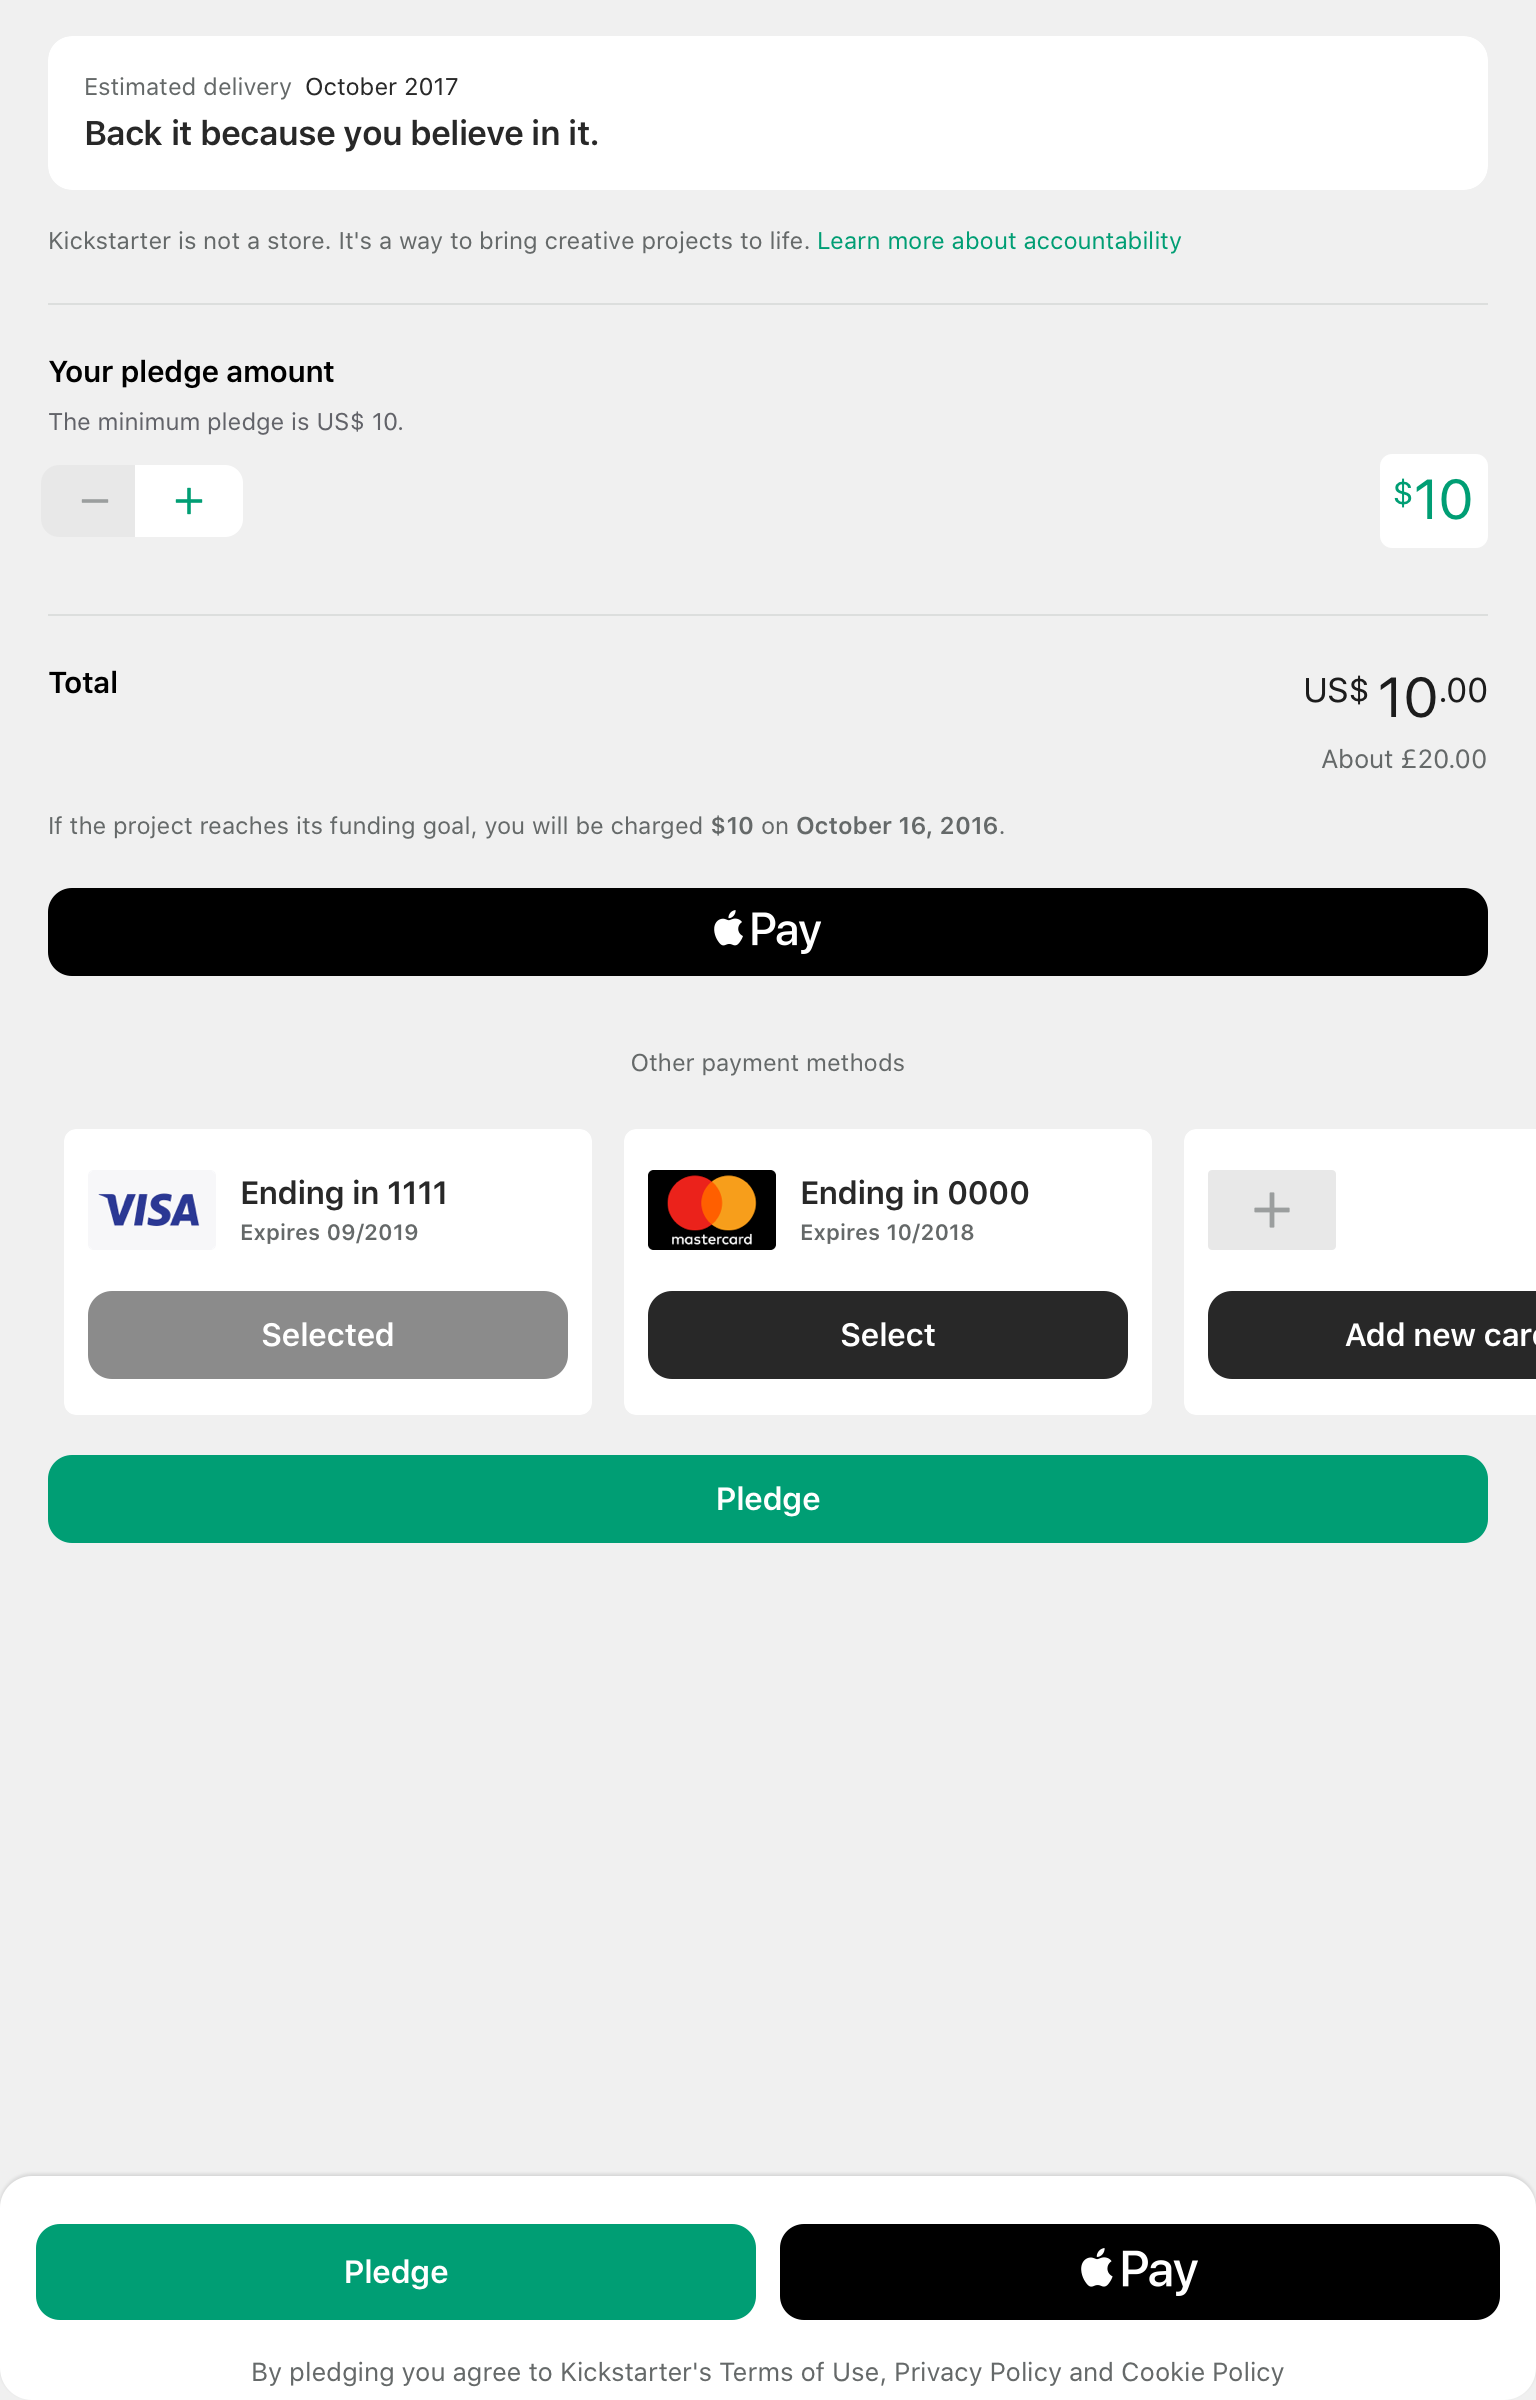 Estimated delivery October 2017
Back it because you believe in it.
Kickstarter is not a store. It's a way to bring creative projects to life. Learn more about accountability
Your pledge amount
The minimum pledge is US$ 10.
− +
$10
Total
US$ 10.00
About £20.00
If the project reaches its funding goal, you will be charged $10 on October 16, 2016.
Pay
Other payment methods
VISA Ending in 1111
Expires 09/2019
Selected
mastercard Ending in 0000
Expires 10/2018
Select
+
Add new car
Pledge
Pledge
Pay
By pledging you agree to Kickstarter's Terms of Use, Privacy Policy and Cookie Policy